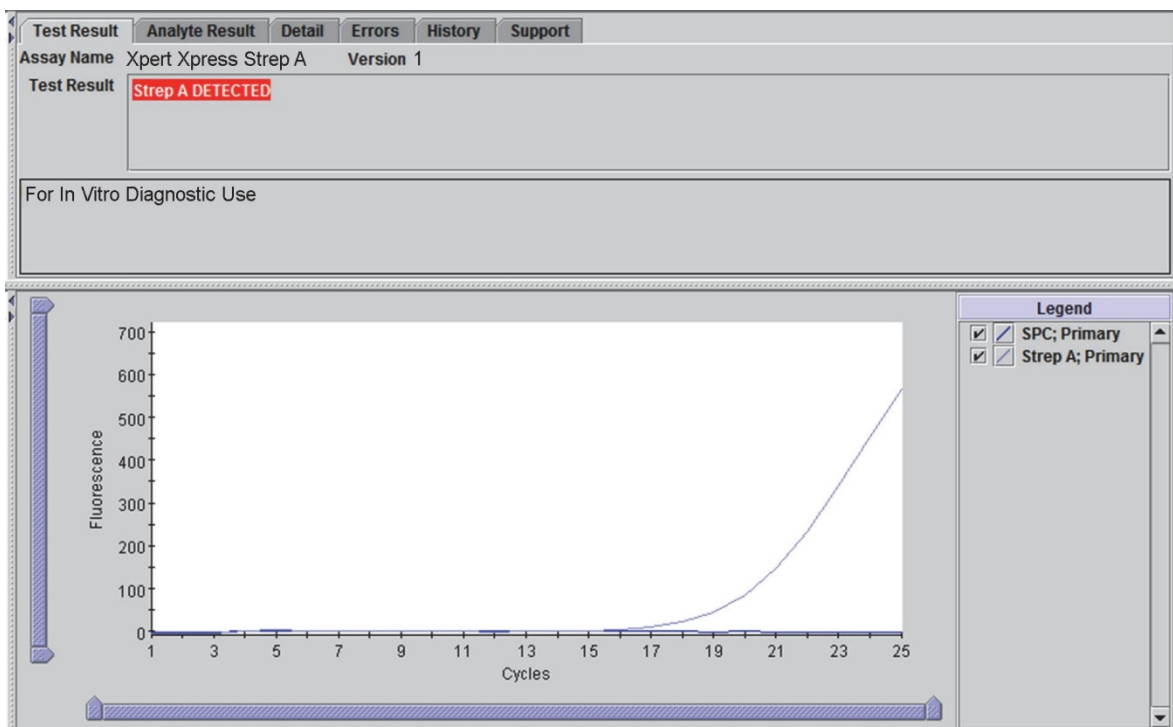 Test Result Analyte Result Detail Errors History Support
Assay Name Xpert Xpress Strep A Version 1
Test Result Strep A DETECTED
For In Vitro Diagnostic Use
Legend
SPC; Primary
Strep A; Primary
700
600
500
400
300
200
100
0
Fluorescence
1 3 5 7 9 11 13 15 17 19 21 23 25
Cycles